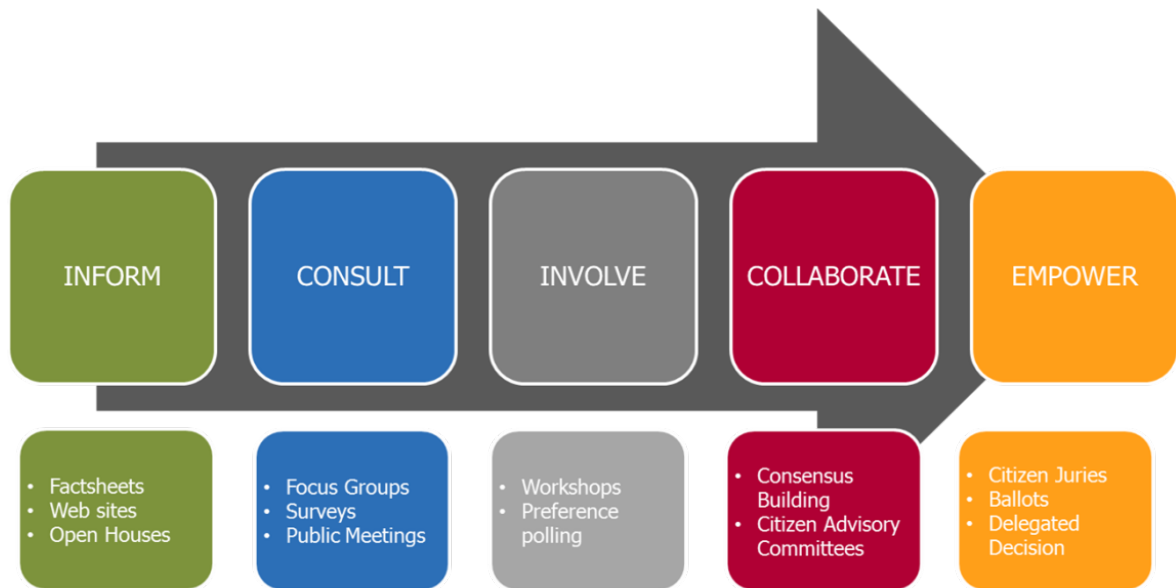 INFORM
CONSULT
INVOLVE
COLLABORATE
EMPOWER
• Factsheets
• Web sites
• Open Houses
• Focus Groups
• Surveys
• Public Meetings
• Workshops
• Preference
polling
• Consensus
Building
• Citizen Advisory
Committees
• Citizen Juries
• Ballots
• Delegated
Decision